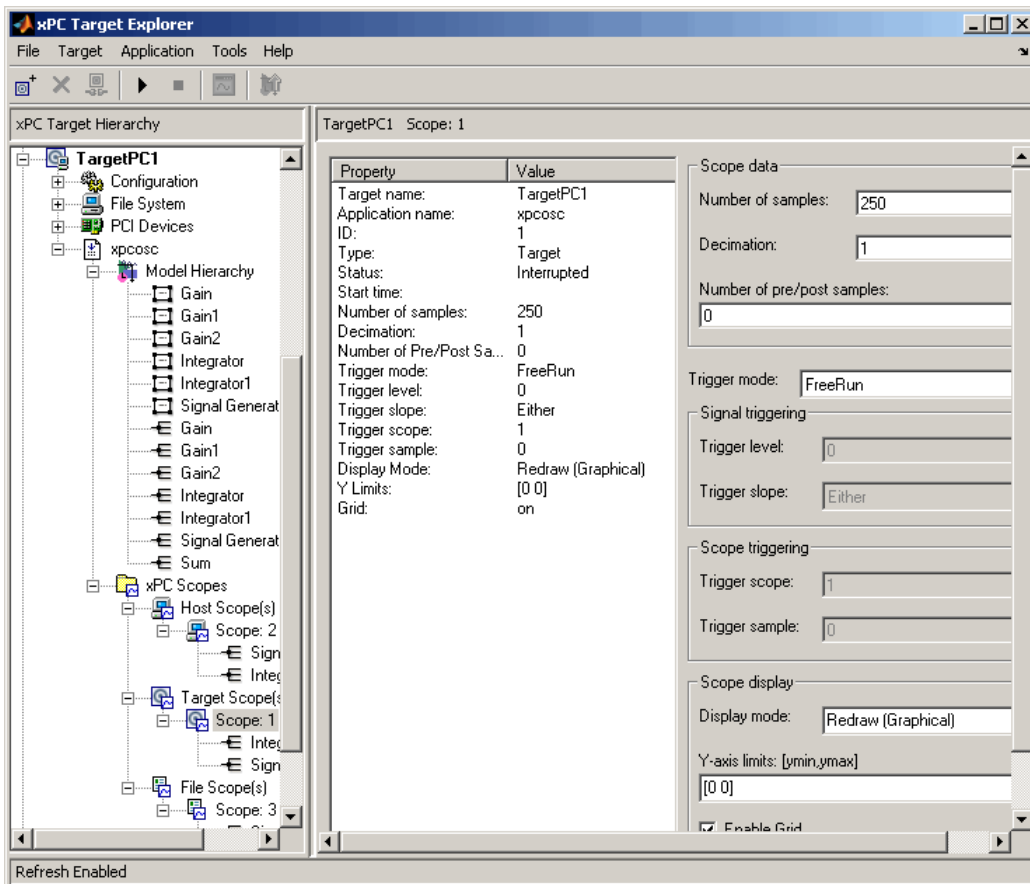 xPC Target Explorer
File Target Application Tools Help
xPC Target Hierarchy
TargetPC1 Scope: 1
TargetPC1
Configuration
File System
PCI Devices
xpcosc
Model Hierarchy
Gain
Gain1
Gain2
Integrator
Integrator1
Signal Generat
Gain
Gain1
Gain2
Integrator
Integrator1
Signal Generat
Sum
xPC Scopes
Host Scope(s)
Scope: 2
Sign
Integ
Target Scope(s
Scope: 1
Integ
Sign
File Scope(s)
Scope: 3
Property Value
Target name: TargetPC1
Application name: xpcosc
ID: 1
Type: Target
Status: Interrupted
Start time:
Number of samples: 250
Decimation: 1
Number of Pre/Post Sa... 0
Trigger mode: FreeRun
Trigger level: 0
Trigger slope: Either
Trigger scope: 1
Trigger sample: 0
Display Mode: Redraw (Graphical)
Y Limits: [0 0]
Grid: on
Scope data
Number of samples: 250
Decimation: 1
Number of pre/post samples:
0
Trigger mode: FreeRun
Signal triggering
Trigger level: 0
Trigger slope: Either
Scope triggering
Trigger scope: 1
Trigger sample: 0
Scope display
Display mode: Redraw (Graphical)
Y-axis limits: [ymin,ymax]
[0 0]
Enable Grid
Refresh Enabled